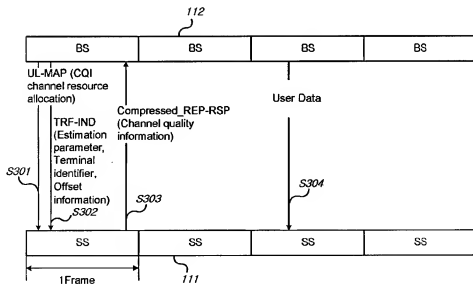 112
BS BS BS BS
UL-MAP (CQI
channel resource
allocation)
TRF-IND
(Estimation
parameter,
Terminal
identifier,
Offset
information)
Compressed_REP-RSP
(Channel quality
information)
User Data
S301
S302
S303
S304
SS SS SS SS
1Frame
111